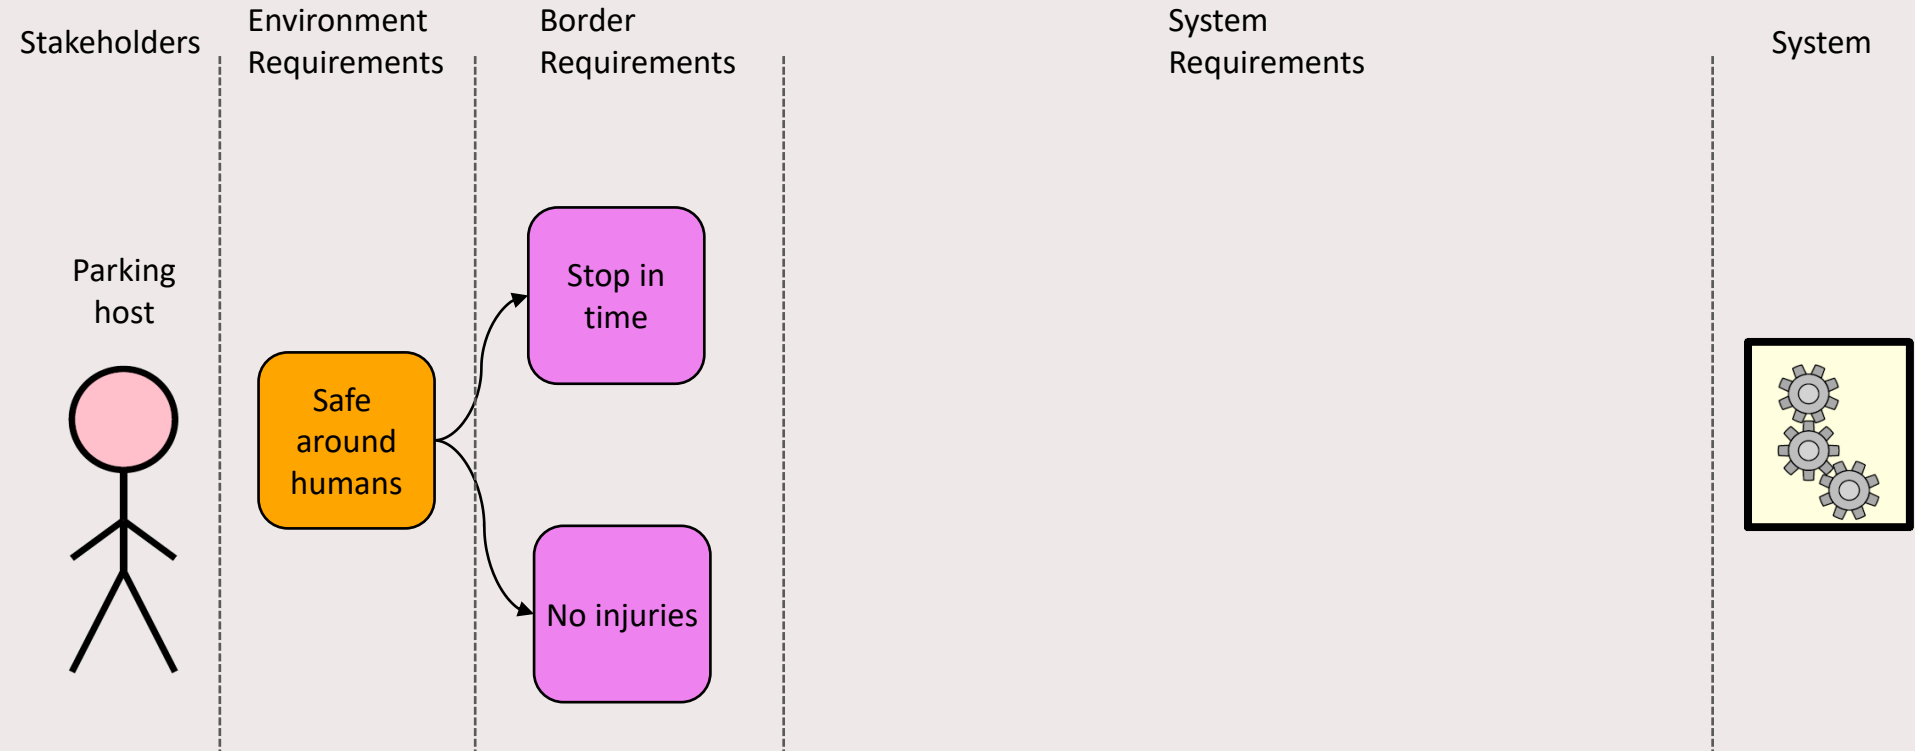 Stakeholders
Environment
Requirements
Border
Requirements
System
Requirements
System
Parking
host
Safe
around
humans
Stop in
time
No injuries